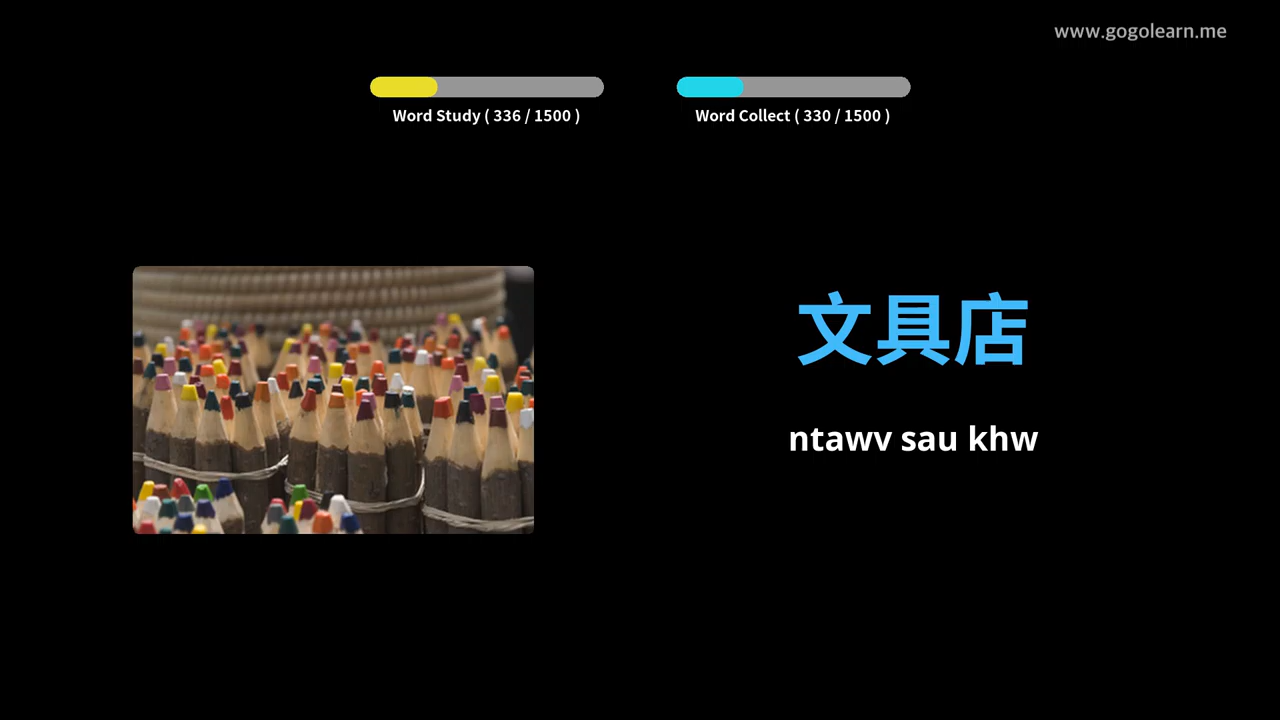 www.gogolearn.me
Word Study ( 336 / 1500 )
Word Collect ( 330 / 1500 )
文具店
ntawv sau khw